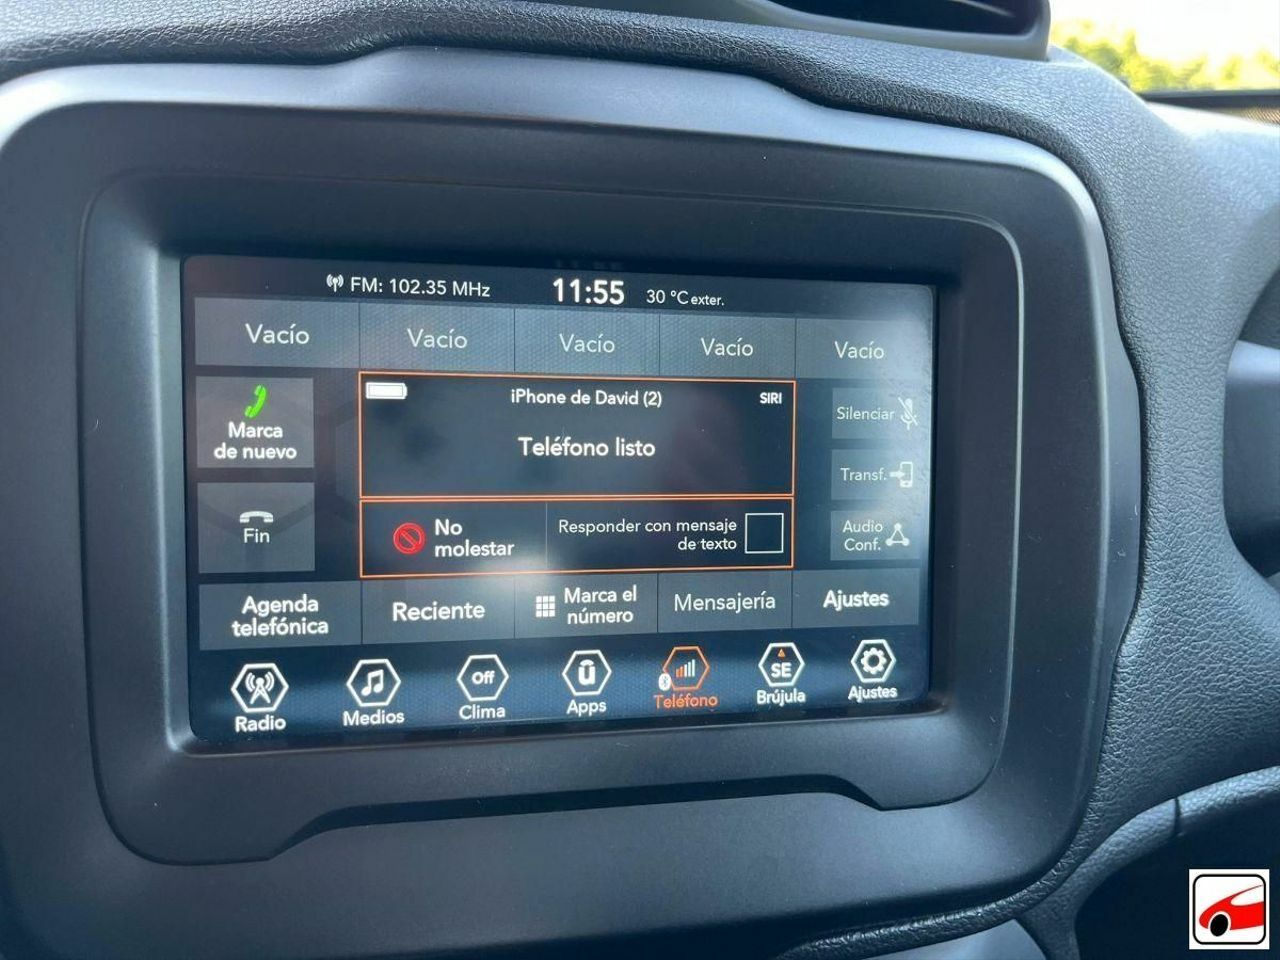 FM: 102.35 MHz 11:55 30 °C exter.
Vacío Vacío Vacío Vacío Vacío
iPhone de David (2) SIRI
Marca
de nuevo
Teléfono listo
Silenciar
Transf.
Fin
No
molestar
Responder con mensaje
de texto
Audio
Conf.
Agenda
telefónica
Reciente
Marca el
número
Mensajería
Ajustes
Off
SE
Radio Medios Clima Apps Teléfono Brújula Ajustes